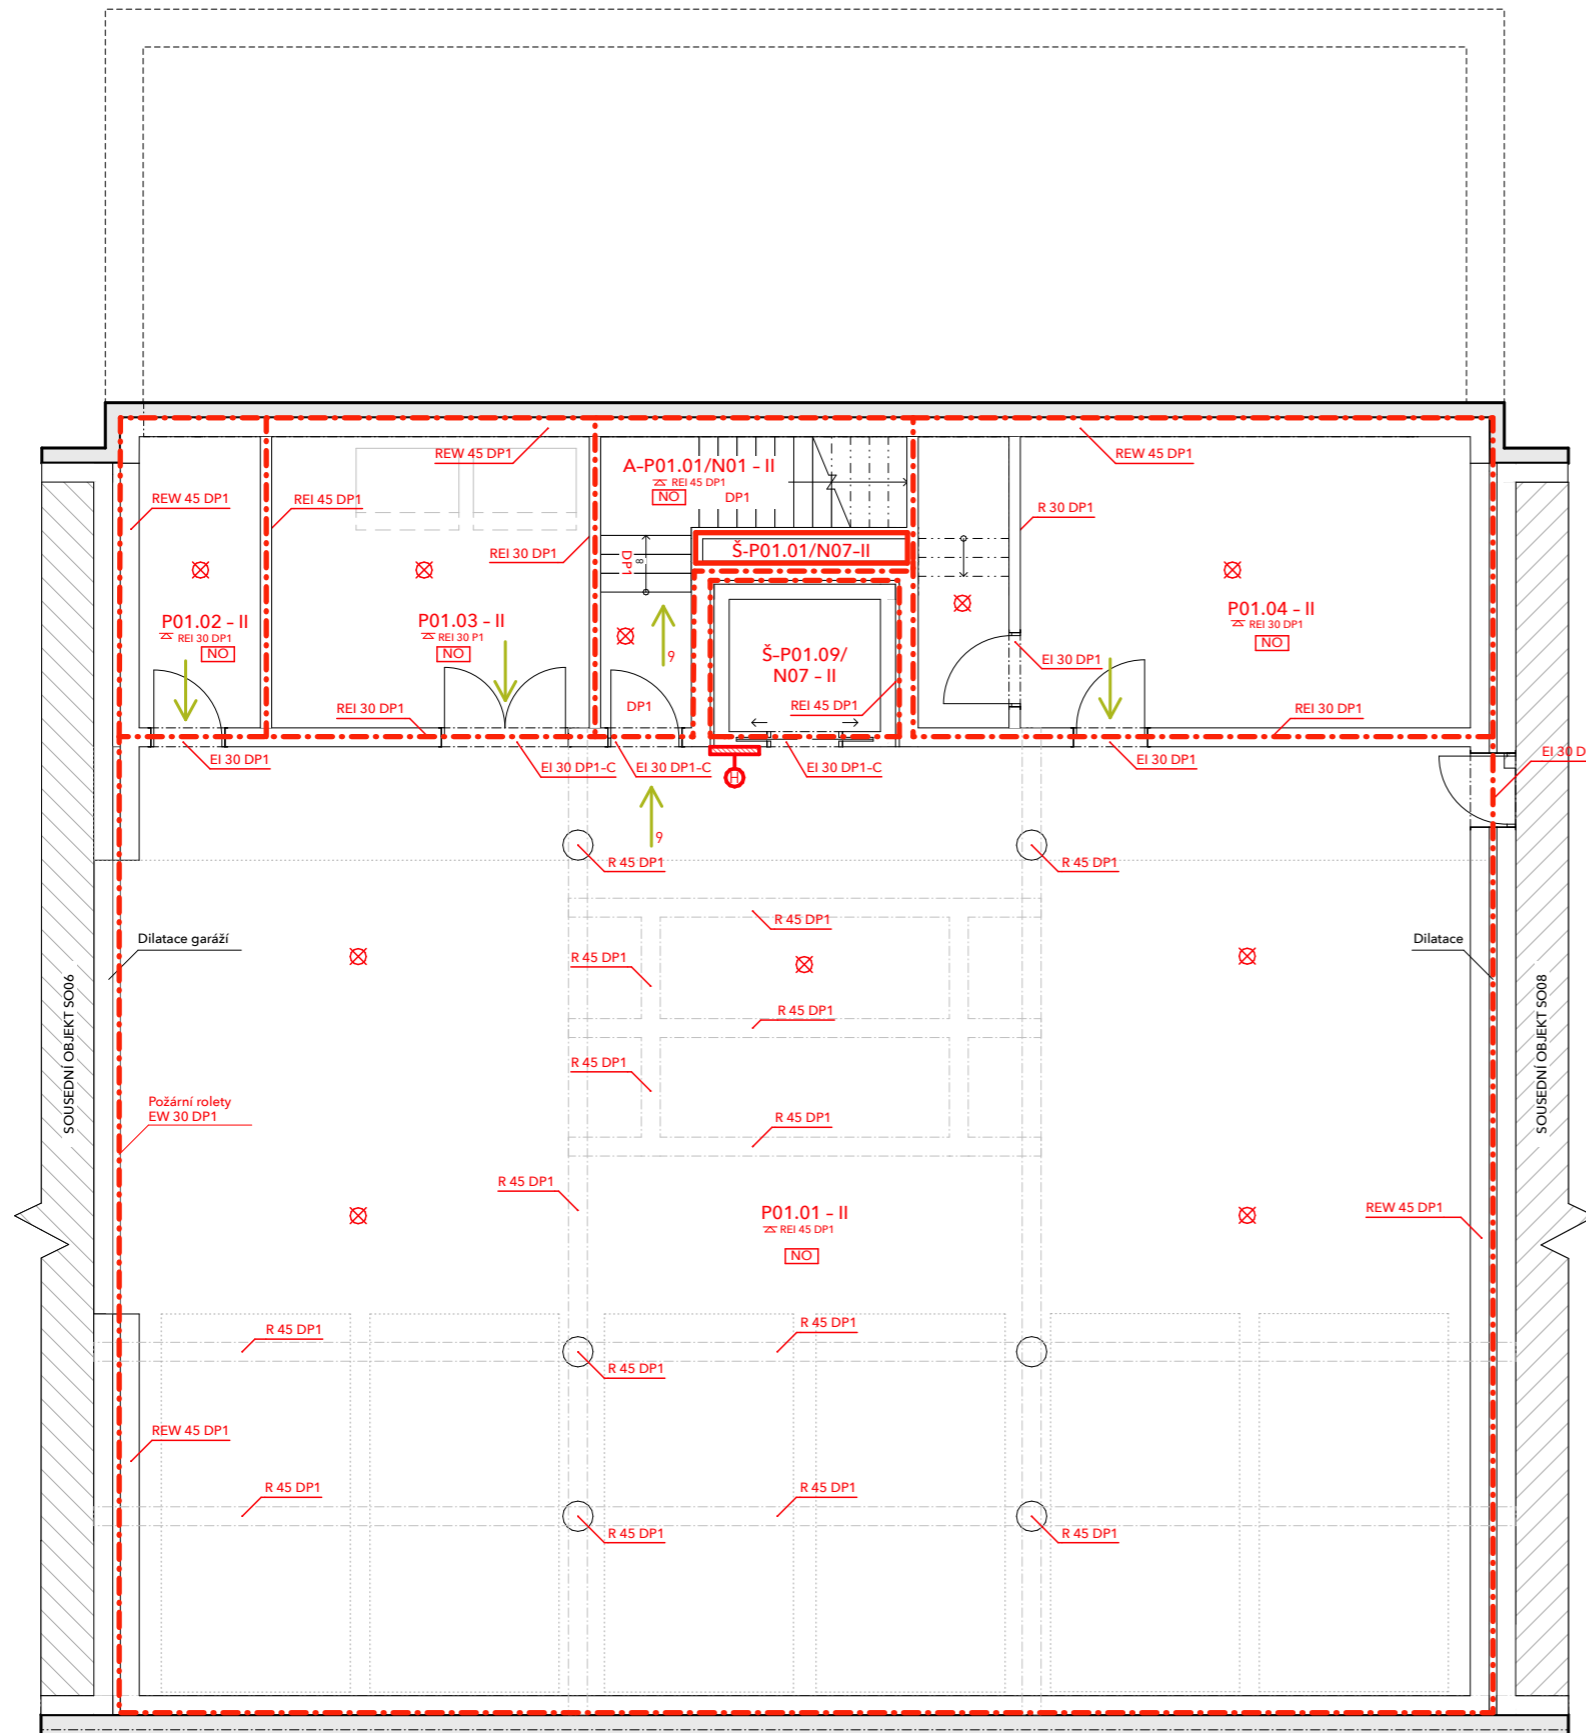 REW 45 DP1
A-P01.01/N01 - II
REI 45 DP1
NO
DP1
REW 45 DP1
REW 45 DP1
REI 45 DP1
R 30 DP1
REI 30 DP1
DP1
8
Š-P01.01/N07-II
P01.02 - II
REI 30 DP1
NO
P01.03 - II
REI 30 P1
NO
9
Š-P01.09/
N07 - II
REI 45 DP1
EI 30 DP1
P01.04 - II
REI 30 DP1
NO
REI 30 DP1
DP1
REI 30 DP1
EI 30 DP1
EI 30 DP1-C
EI 30 DP1-C
H
EI 30 DP1-C
EI 30 DP1
EI 30 D
9
R 45 DP1
R 45 DP1
R 45 DP1
Dilatace garáží
R 45 DP1
Dilatace
SOUSEDNÍ OBJEKT SO06
SOUSEDNÍ OBJEKT SO08
R 45 DP1
R 45 DP1
Požární rolety
EW 30 DP1
R 45 DP1
R 45 DP1
P01.01 - II
REI 45 DP1
NO
REW 45 DP1
R 45 DP1
R 45 DP1
R 45 DP1
REW 45 DP1
R 45 DP1
R 45 DP1
R 45 DP1
R 45 DP1